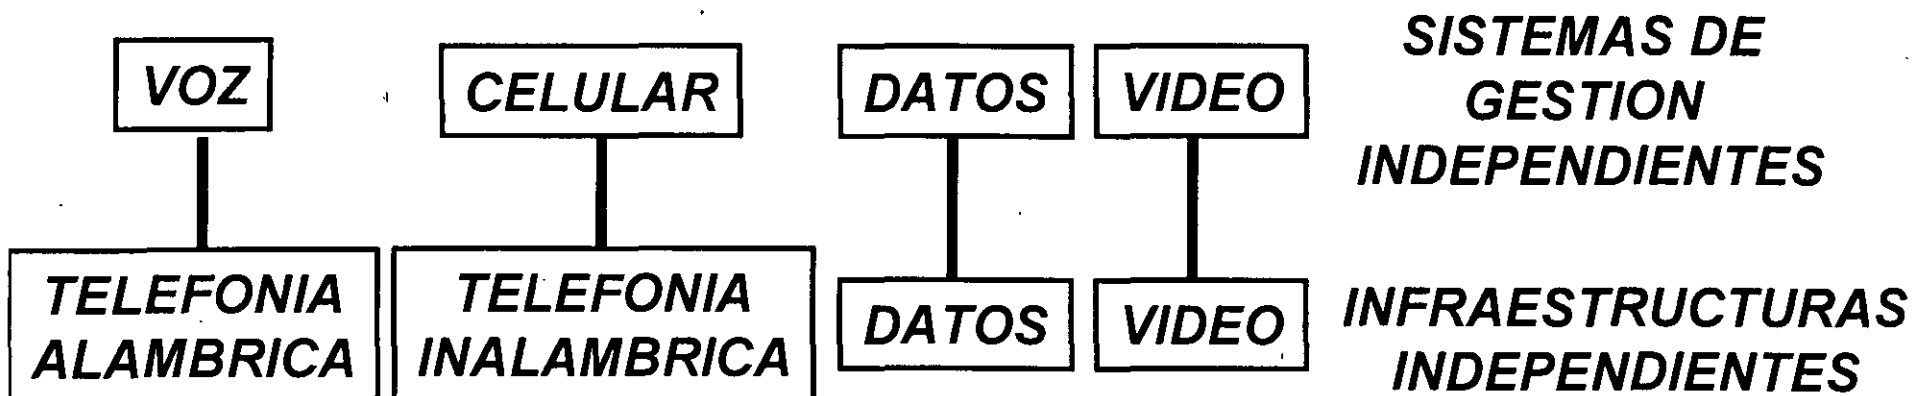 VOZ
CELULAR
DATOS
VIDEO
SISTEMAS DE
GESTION
INDEPENDIENTES
TELEFONIA
ALAMBRICA
TELEFONIA
INALAMBRICA
DATOS
VIDEO
INFRAESTRUCTURAS
INDEPENDIENTES